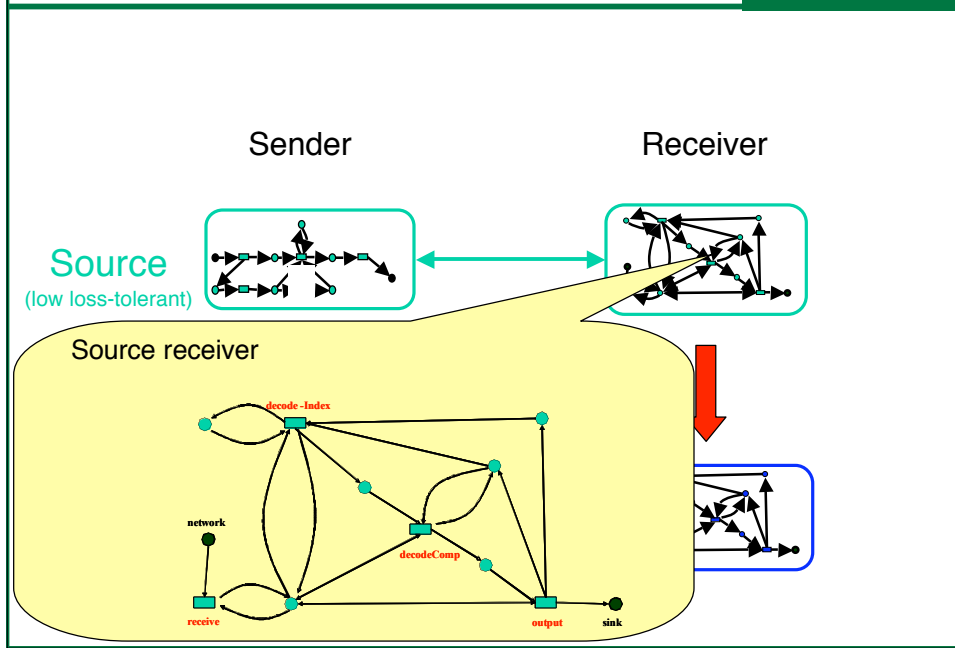 Sender
Receiver
Source
(low loss-tolerant)
Source receiver
decode-Index
network
decodeComp
receive
output
sink